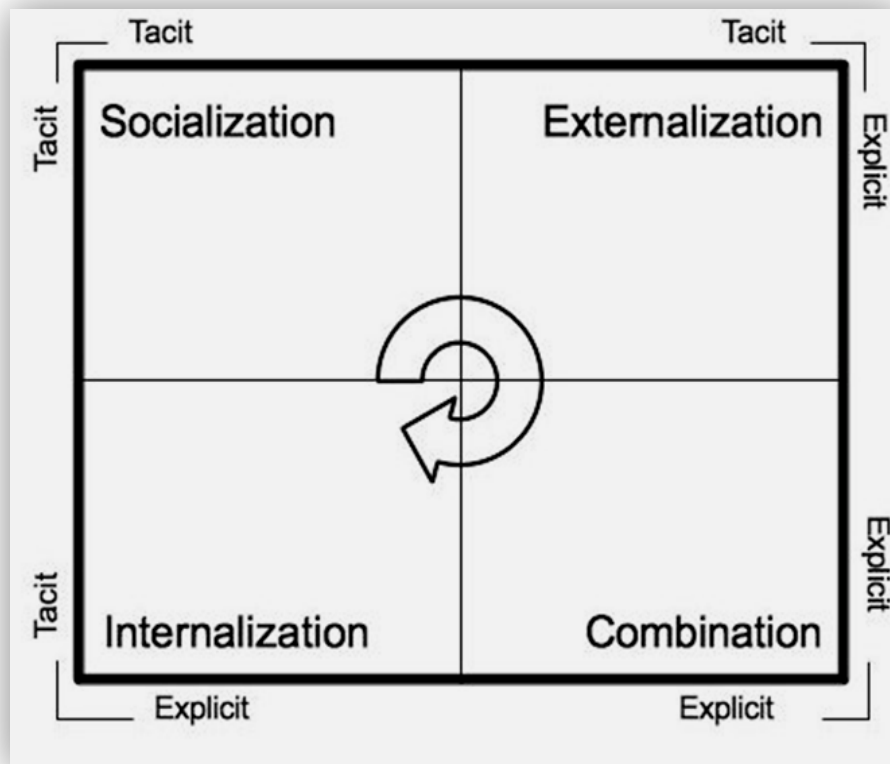 Tacit
Tacit
Tacit
Socialization
Externalization
Explicit
Tacit
Internalization
Combination
Explicit
Explicit
Explicit